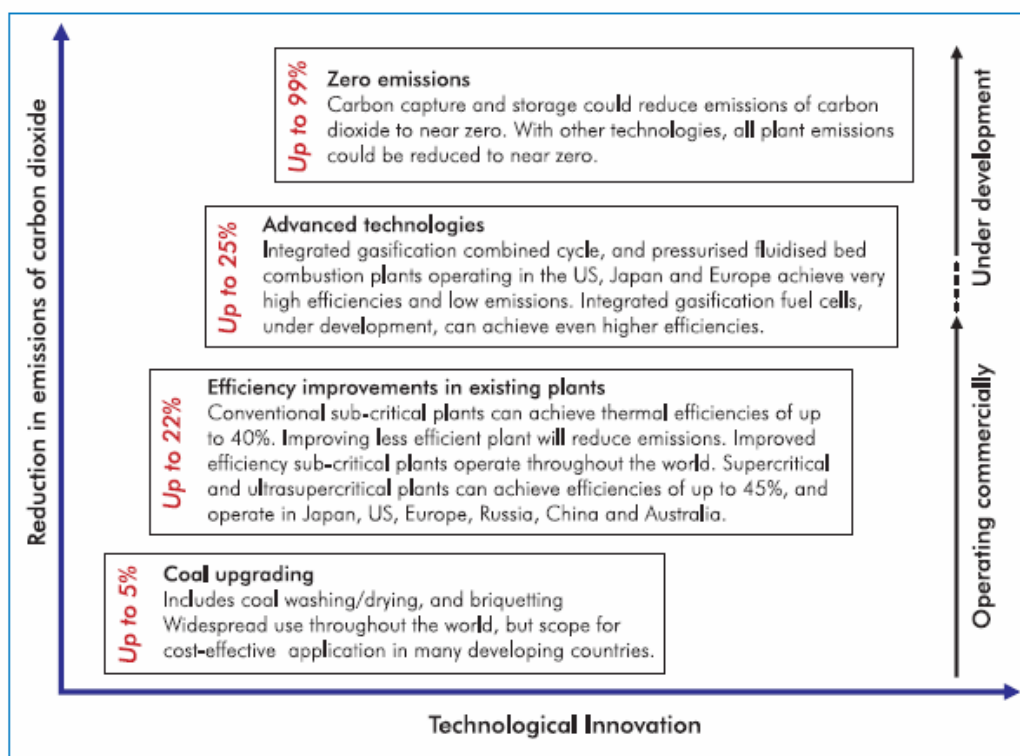 Reduction in emissions of carbon dioxide
Up to 99%
Zero emissions
Carbon capture and storage could reduce emissions of carbon
dioxide to near zero. With other technologies, all plant emissions
could be reduced to near zero.
Up to 25%
Advanced technologies
Integrated gasification combined cycle, and pressurised fluidised bed
combustion plants operating in the US, Japan and Europe achieve very
high efficiencies and low emissions. Integrated gasification fuel cells,
under development, can achieve even higher efficiencies.
Up to 22%
Efficiency improvements in existing plants
Conventional sub-critical plants can achieve thermal efficiencies of up
to 40%. Improving less efficient plant will reduce emissions. Improved
efficiency sub-critical plants operate throughout the world. Supercritical
and ultrasupercritical plants can achieve efficiencies of up to 45%, and
operate in Japan, US, Europe, Russia, China and Australia.
Up to 5%
Coal upgrading
Includes coal washing/drying, and briquetting
Widespread use throughout the world, but scope for
cost-effective application in many developing countries.
Under development
Operating commercially
Technological Innovation